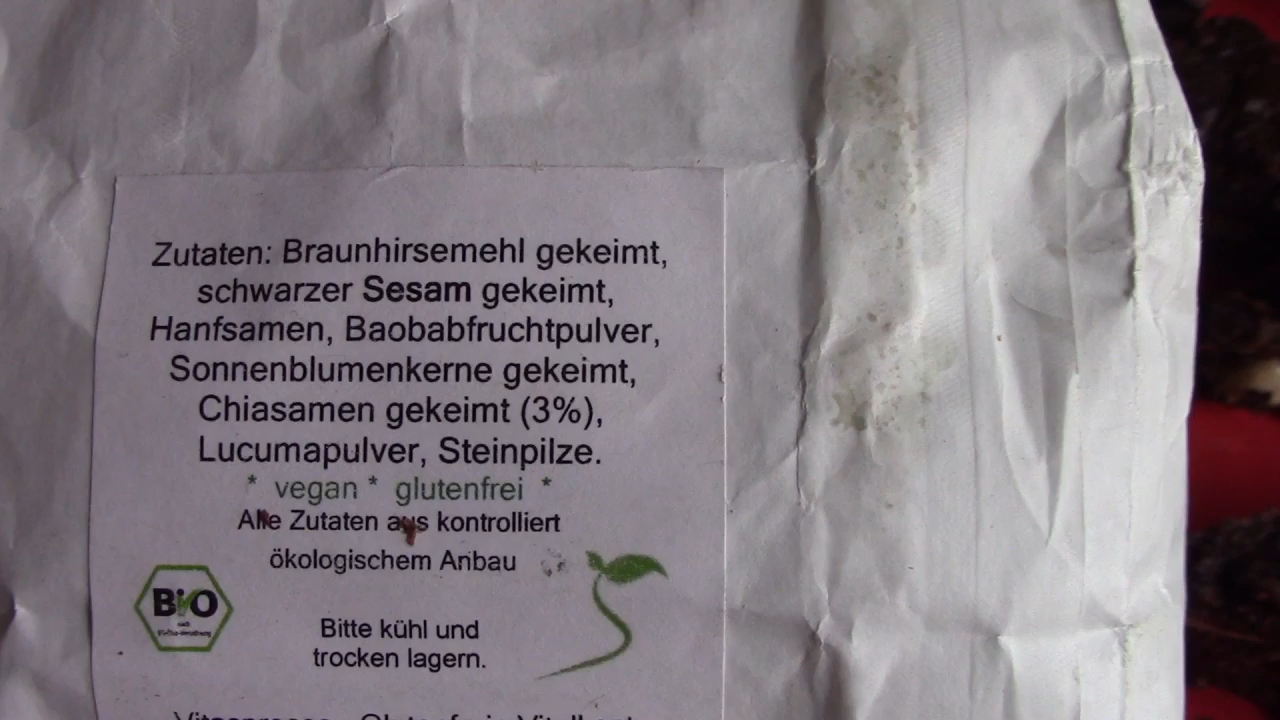 Zutaten: Braunhirsemehl gekeimt,
schwarzer Sesam gekeimt,
Hanfsamen, Baobabfruchtpulver,
Sonnenblumenkerne gekeimt,
Chiasamen gekeimt (3%),
Lucumapulver, Steinpilze.
* vegan * glutenfrei *
Alle Zutaten aus kontrolliert
ökologischem Anbau
BiO
Bitte kühl und
trocken lagern.